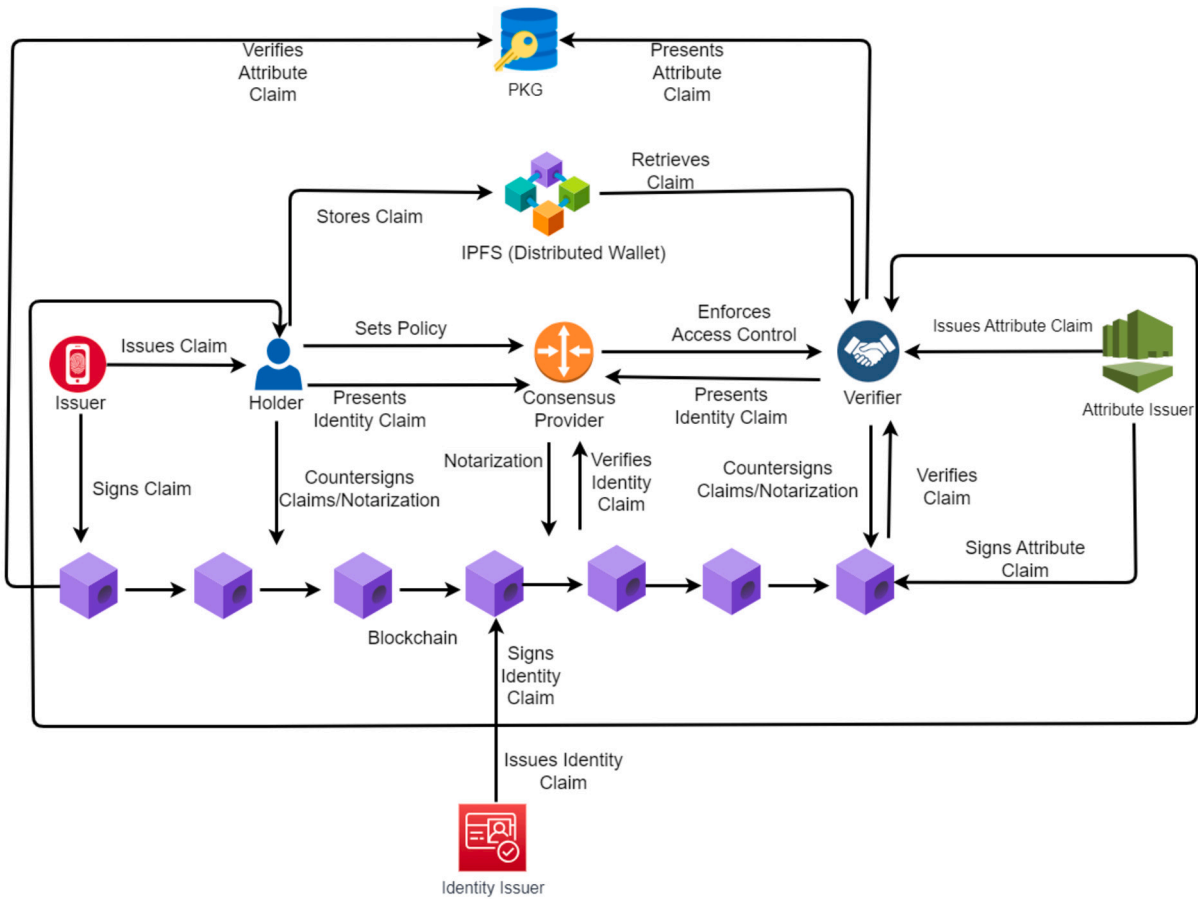 Verifies
Attribute
Claim
Presents
Attribute
Claim
PKG
Retrieves
Claim
Stores Claim
IPFS (Distributed Wallet)
Issues Claim
Sets Policy
Enforces
Access Control
Issues Attribute Claim
Issuer
Holder
Presents
Identity Claim
Consensus
Provider
Presents
Identity Claim
Verifier
Attribute Issuer
Signs Claim
Countersigns
Claims/Notarization
Notarization
Verifies
Identity
Claim
Countersigns
Claims/Notarization
Verifies
Claim
Signs Attribute
Claim
Blockchain
Signs
Identity
Claim
Issues Identity
Claim
Identity Issuer